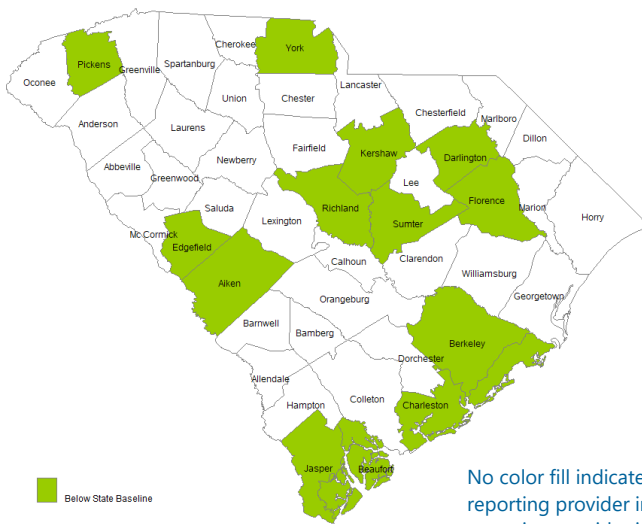 Cherokee
York
Pickens
Spartanburg
Greenville
Oconee
Lancaster
Union
Chester
Chesterfield
Marlboro
Anderson
Laurens
Dillon
Fairfield
Kershaw
Darlington
Newberry
Abbeville
Greenwood
Lee
Florence
Marion
Saluda
Richland
Horry
Lexington
Sumter
Mc Cormick
Edgefield
Calhoun
Clarendon
Williamsburg
Aiken
Orangeburg
Georgetown
Barnwell
Bamberg
Berkeley
Dorchester
Allendale
Colleton
Hampton
Charleston
Jasper
Beaufort
Below State Baseline
No color fill indicate
reporting provider in